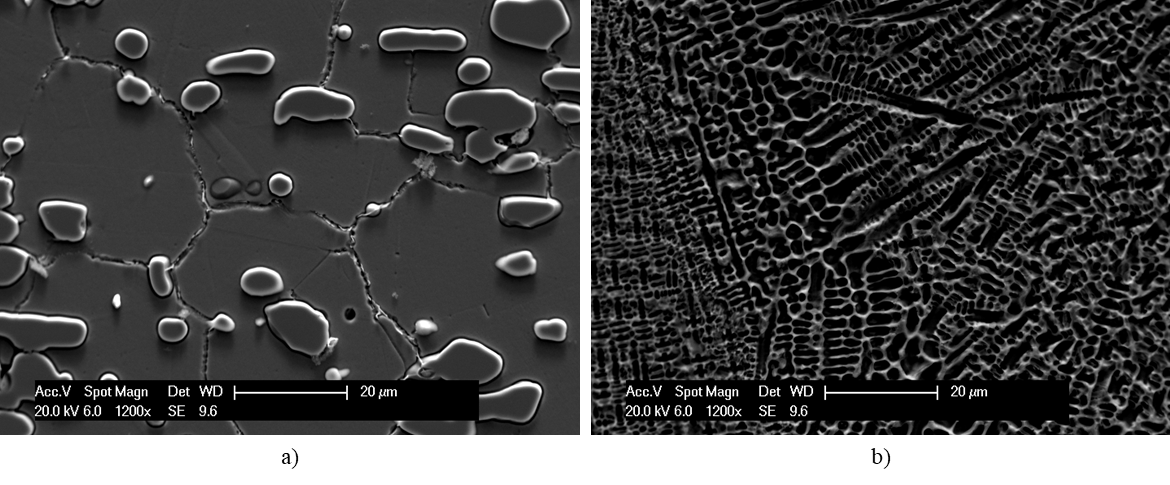 Acc.V Spot Magn Det WD 20 µm
20.0 kV 6.0 1200x SE 9.6
Acc.V Spot Magn Det WD 20 µm
20.0 kV 6.0 1200x SE 9.6
a) b)